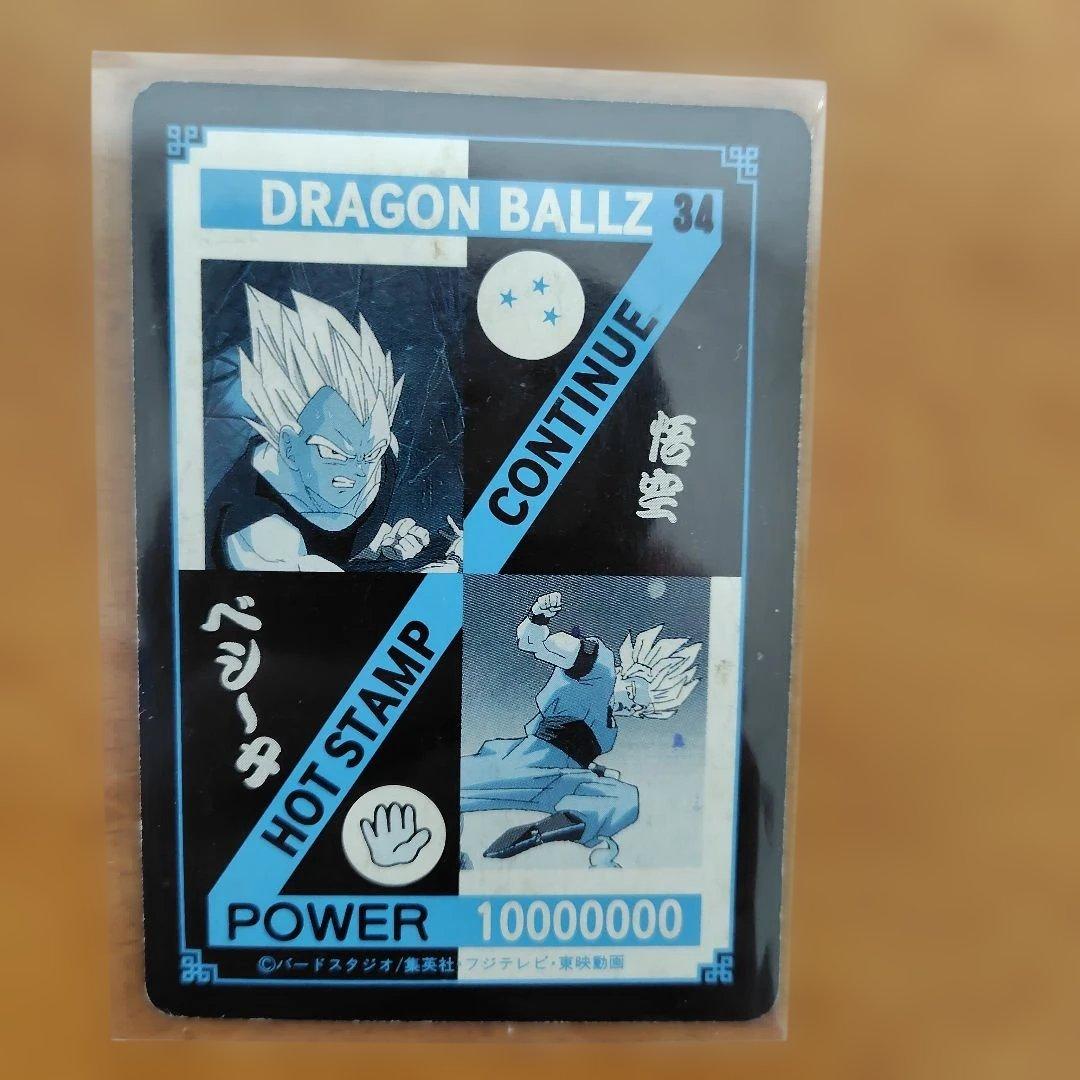 DRAGON BALLZ 34
CONTINUE
悟空
ベジータ
HOT STAMP
POWER 10000000
©バードスタジオ/集英社・フジテレビ・東映動画